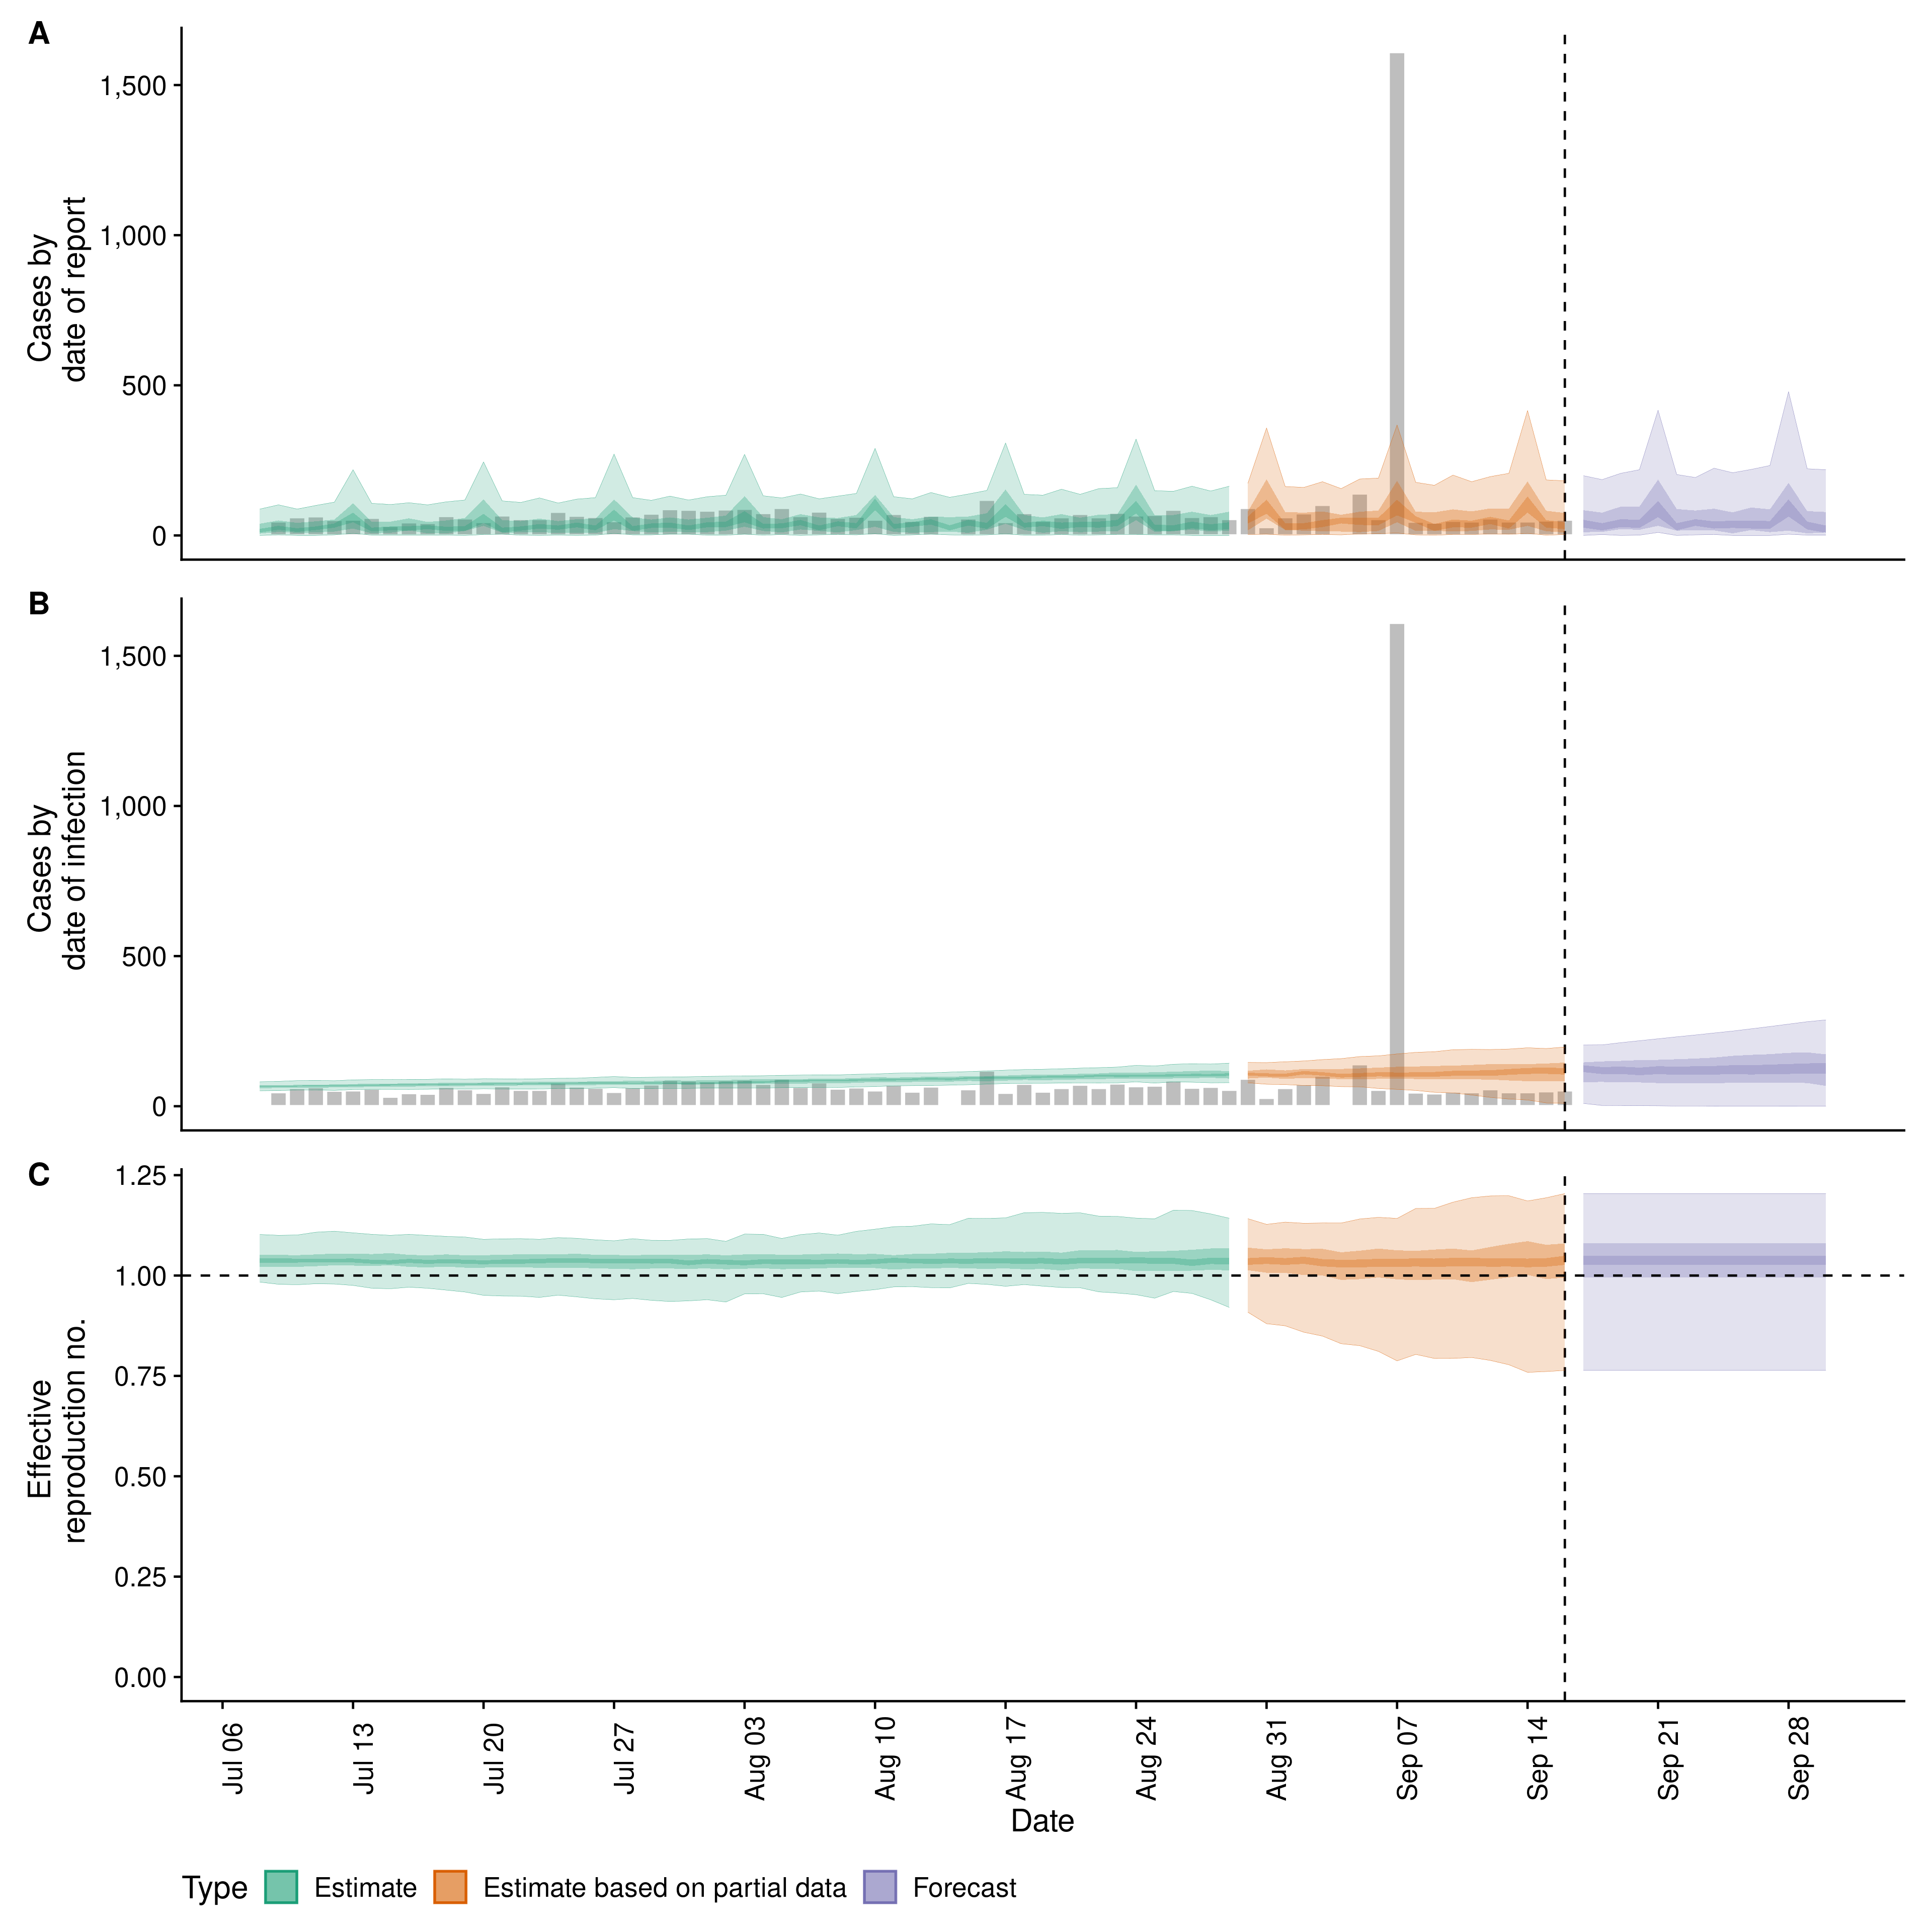 A
Cases by
date of report
1,500
1,000
500
0
B
Cases by
date of infection
1,500
1,000
500
0
C
Effective
reproduction no.
1.25
1.00
0.75
0.50
0.25
0.00
Jul 06
Jul 13
Jul 20
Jul 27
Aug 03
Aug 10
Aug 17
Aug 24
Aug 31
Sep 07
Sep 14
Sep 21
Sep 28
Date
Type Estimate Estimate based on partial data Forecast